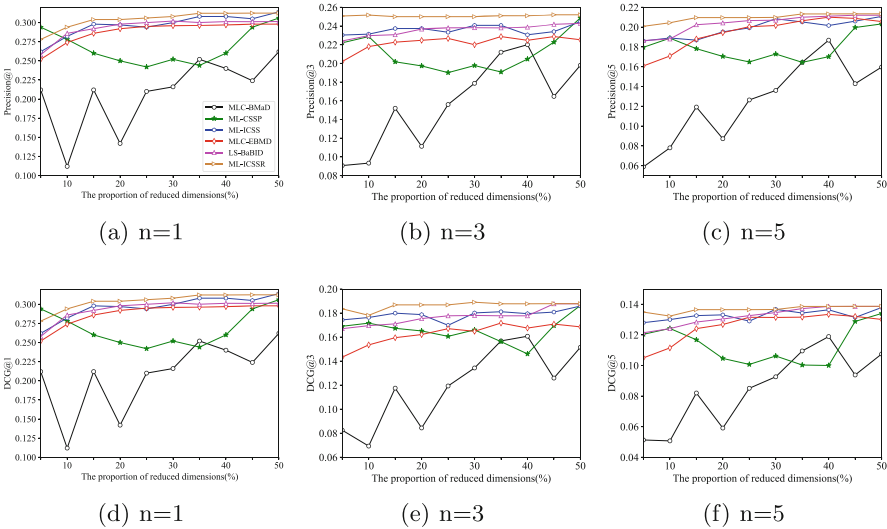 0.300
0.275
0.250
0.225
0.200
0.175
0.150
0.125
0.100
Precision@1
MLC-BMaD
ML-CSSP
ML-ICSS
MLC-EBMD
LS-BaBID
ML-ICSSR
10 20 30 40 50
The proportion of reduced dimensions(%)
(a) n=1
0.26
0.24
0.22
0.20
0.18
0.16
0.14
0.12
0.10
0.08
Precision@3
10 20 30 40 50
The proportion of reduced dimensions(%)
(b) n=3
0.22
0.20
0.18
0.16
0.14
0.12
0.10
0.08
0.06
Precision@5
10 20 30 40 50
The proportion of reduced dimensions(%)
(c) n=5
0.300
0.275
0.250
0.225
0.200
0.175
0.150
0.125
0.100
DCG@1
10 20 30 40 50
The proportion of reduced dimensions(%)
(d) n=1
0.20
0.18
0.16
0.14
0.12
0.10
0.08
0.06
DCG@3
10 20 30 40 50
The proportion of reduced dimensions(%)
(e) n=3
0.14
0.12
0.10
0.08
0.06
0.04
DCG@5
10 20 30 40 50
The proportion of reduced dimensions(%)
(f) n=5